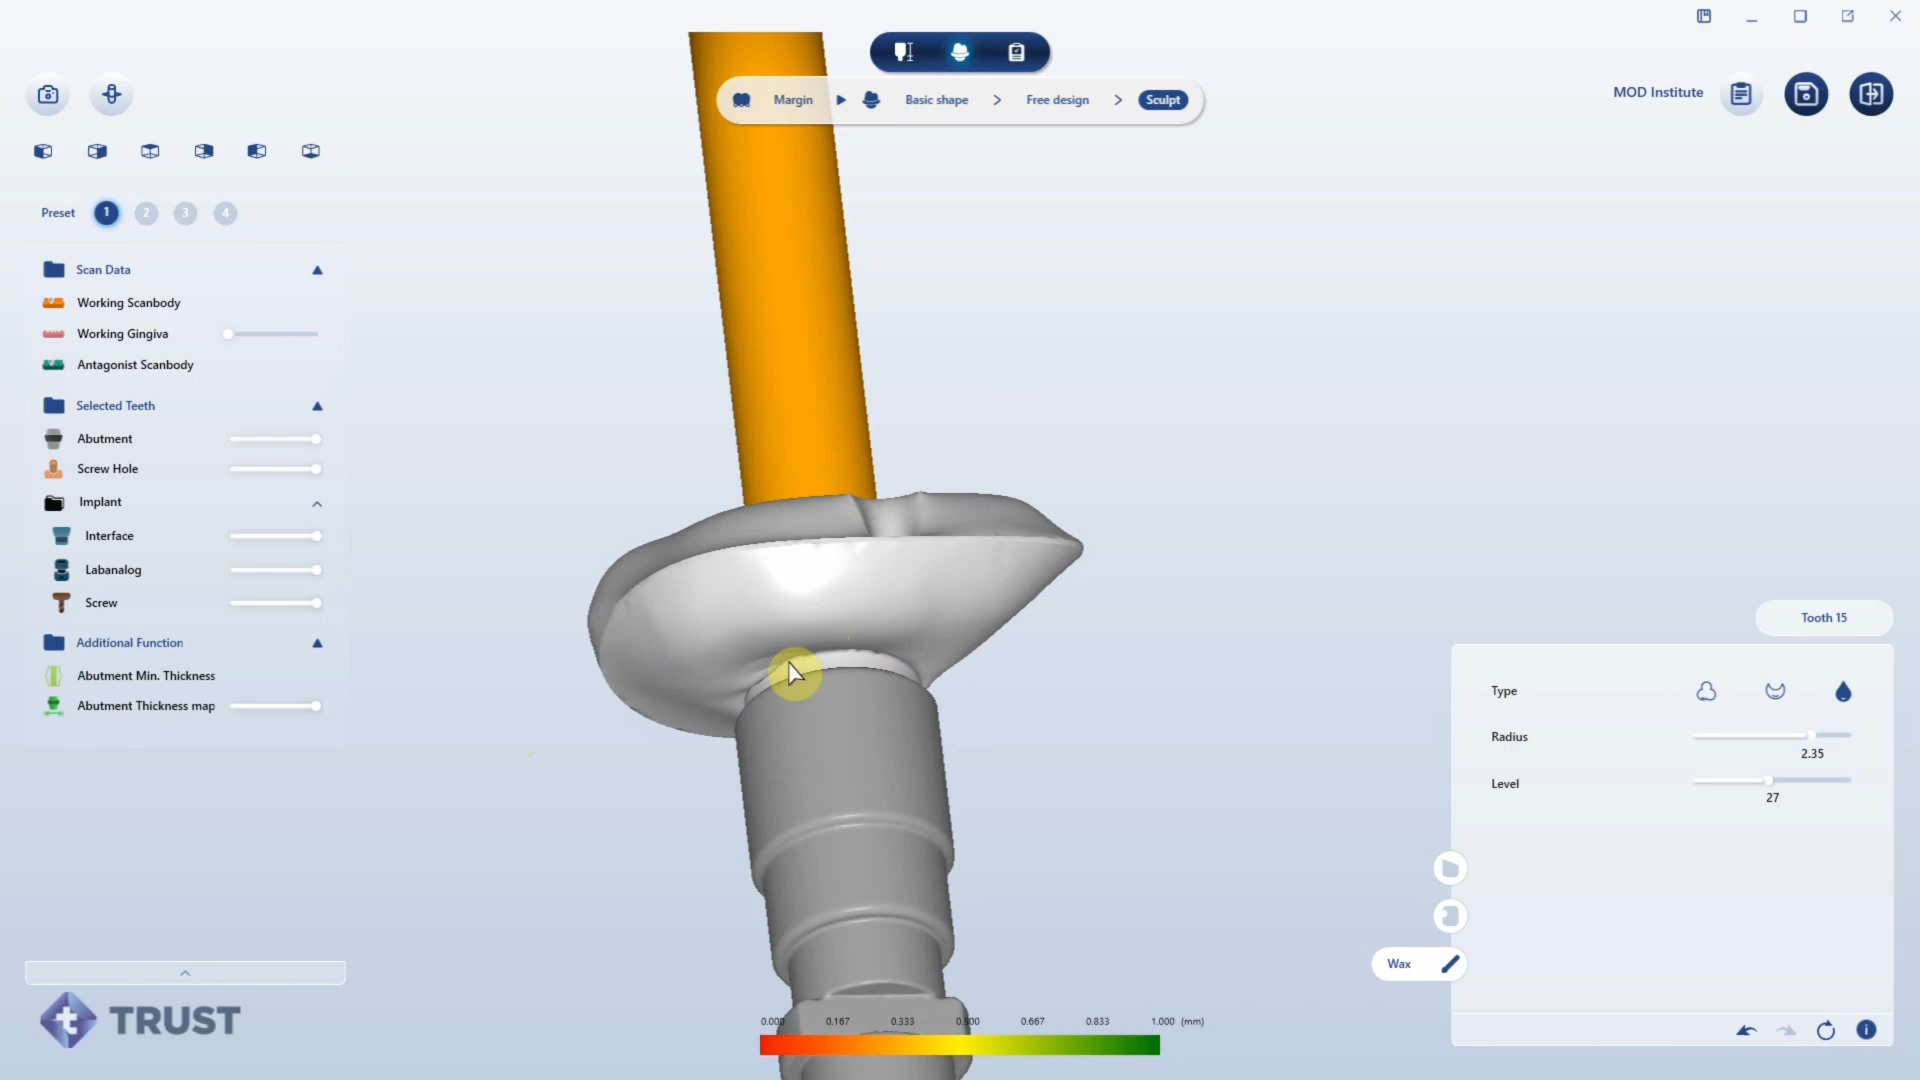 Margin
Basic shape
Free design
Sculpt
MOD Institute
Preset
1
2
3
4
Scan Data
Working Scanbody
Working Gingiva
Antagonist Scanbody
Selected Teeth
Abutment
Screw Hole
Implant
Interface
Labanalog
Screw
Additional Function
Abutment Min. Thickness
Abutment Thickness map
Tooth 15
Type
Radius
2.35
Level
27
Wax
t TRUST
0.000 0.167 0.333 0.500 0.667 0.833 1.000 (mm)